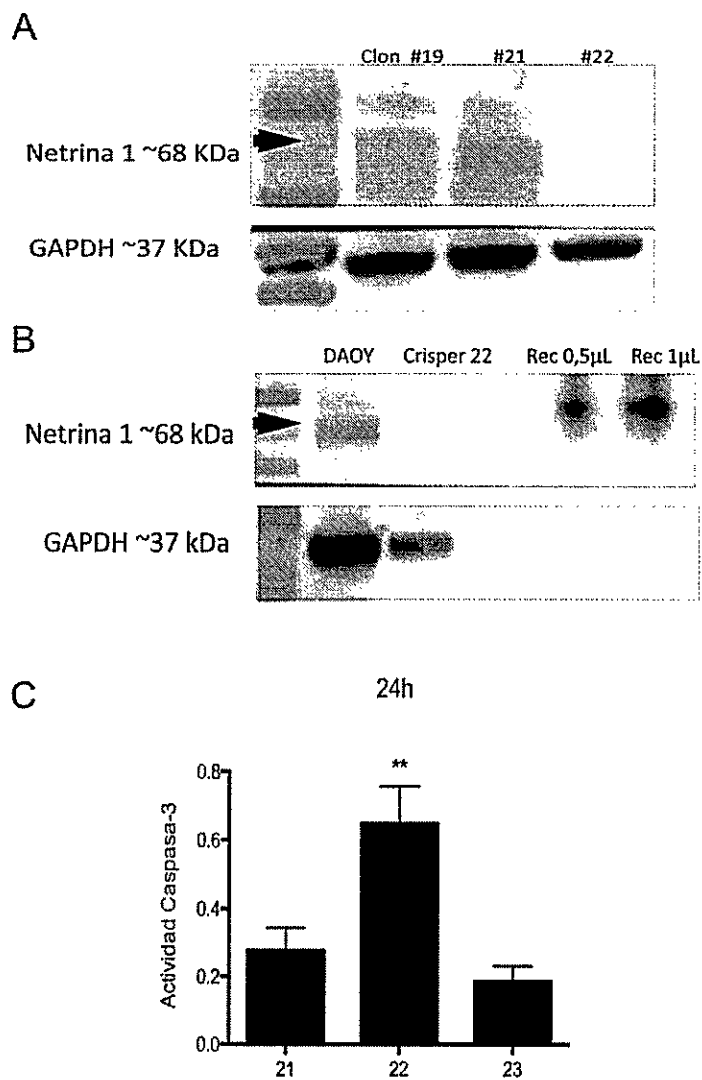 A
Clon #19 #21 #22
Netrina 1 ~68 KDa
GAPDH ~37 KDa
B
DAOY Crisper 22 Rec 0,5µL Rec 1µL
Netrina 1 ~68 kDa
GAPDH ~37 kDa
C
24h
**
Actividad Caspasa-3
0.8
0.6
0.4
0.2
0.0
21 22 23